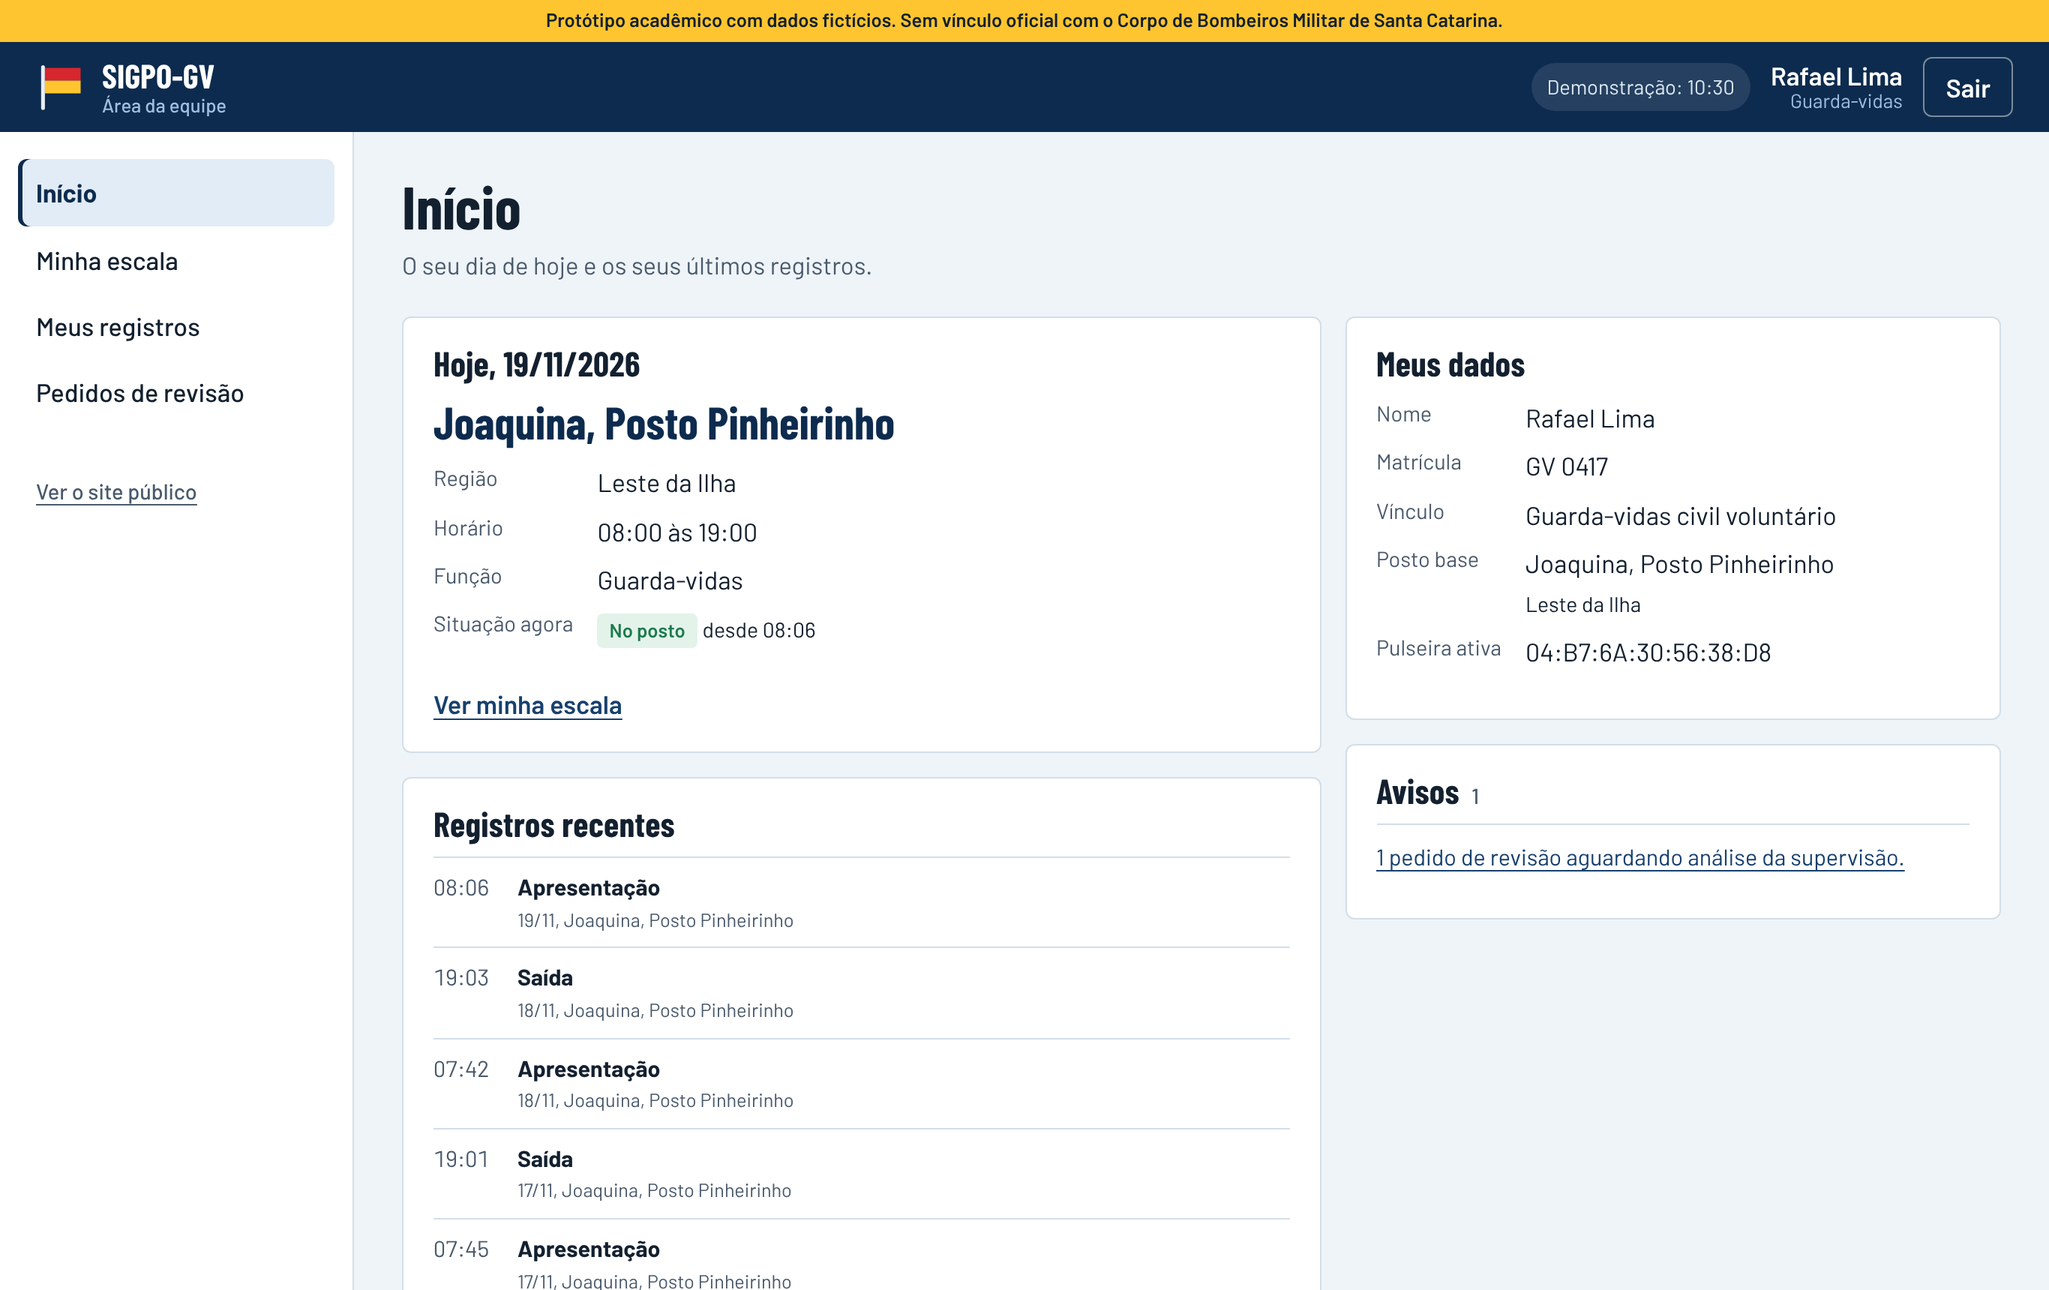 Protótipo acadêmico com dados fictícios. Sem vínculo oficial com o Corpo de Bombeiros Militar de Santa Catarina.
SIGPO-GV
Área da equipe
Demonstração: 10:30
Rafael Lima
Guarda-vidas
Sair
Início
Minha escala
Meus registros
Pedidos de revisão
Ver o site público
Início
O seu dia de hoje e os seus últimos registros.
Hoje, 19/11/2026
Joaquina, Posto Pinheirinho
Região Leste da Ilha
Horário 08:00 às 19:00
Função Guarda-vidas
Situação agora No posto desde 08:06
Ver minha escala
Registros recentes
08:06 Apresentação
19/11, Joaquina, Posto Pinheirinho
19:03 Saída
18/11, Joaquina, Posto Pinheirinho
07:42 Apresentação
18/11, Joaquina, Posto Pinheirinho
19:01 Saída
17/11, Joaquina, Posto Pinheirinho
07:45 Apresentação
17/11, Joaquina, Posto Pinheirinho
Meus dados
Nome Rafael Lima
Matrícula GV 0417
Vínculo Guarda-vidas civil voluntário
Posto base Joaquina, Posto Pinheirinho
Leste da Ilha
Pulseira ativa 04:B7:6A:30:56:38:D8
Avisos 1
1 pedido de revisão aguardando análise da supervisão.